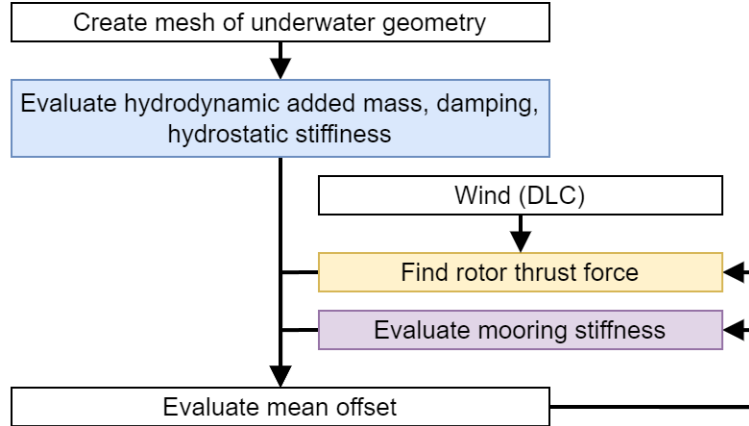 Create mesh of underwater geometry
Evaluate hydrodynamic added mass, damping,
hydrostatic stiffiness
Wind (DLC)
Find rotor thrust force
Evaluate mooring stiffness
Evaluate mean offset